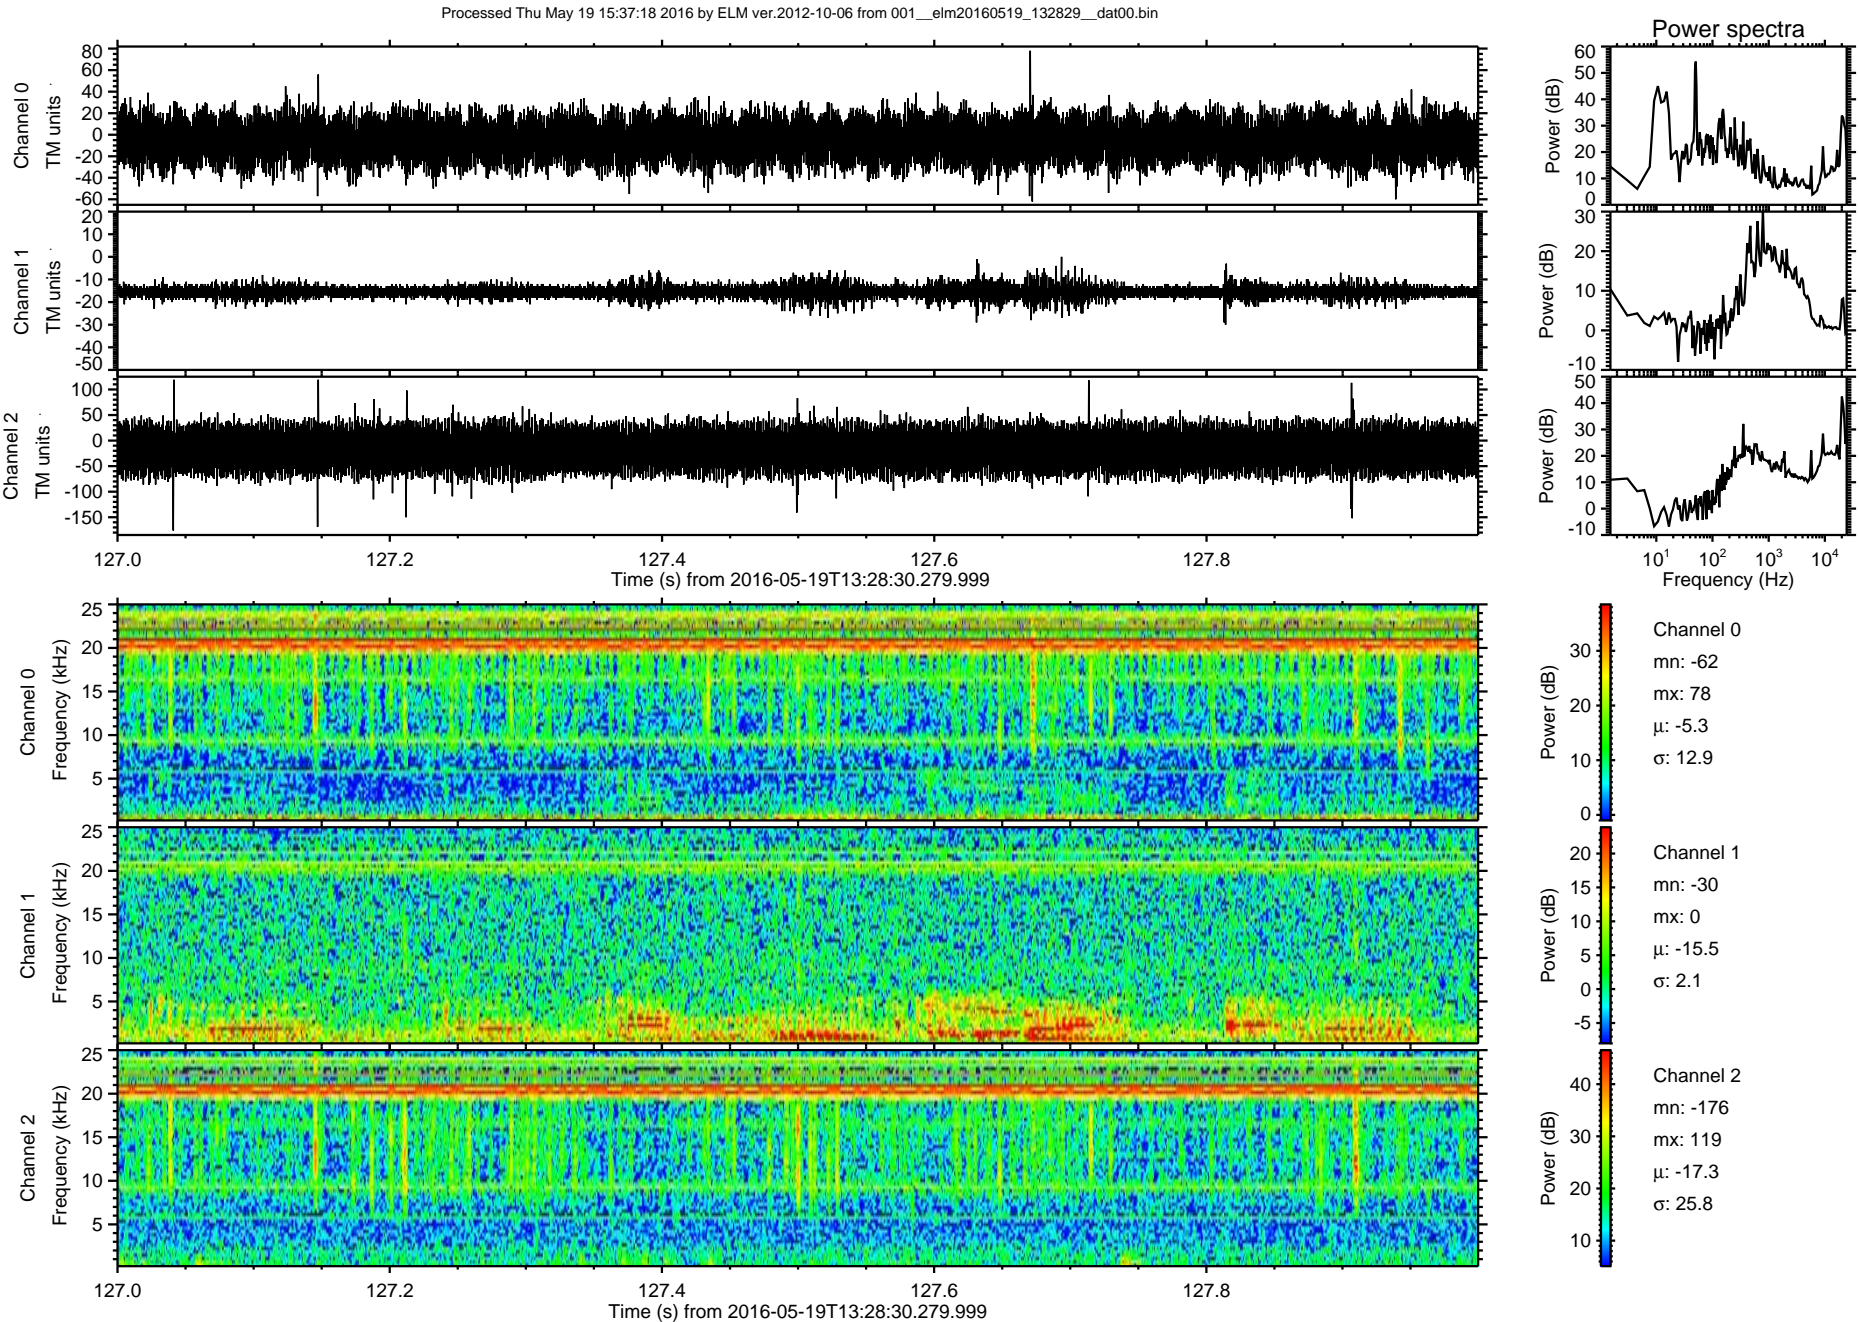 Processed Thu May 19 15:37:18 2016 by ELM ver.2012-10-06 from 001__elm20160519_132829__dat00.bin
Power spectra
Channel 0
TM units
80
60
40
20
0
-20
-40
-60
Power (dB)
60
50
40
30
20
10
0
Channel 1
TM units
20
10
0
-10
-20
-30
-40
-50
Power (dB)
30
20
10
0
-10
Channel 2
TM units
100
50
0
-50
-100
-150
Power (dB)
50
40
30
20
10
0
-10
127.0 127.2 127.4 127.6 127.8
Time (s) from 2016-05-19T13:28:30.279.999
10^1 10^2 10^3 10^4
Frequency (Hz)
Channel 0
Frequency (kHz)
25
20
15
10
5
Power (dB)
30
20
10
0
Channel 0
mn: -62
mx: 78
μ: -5.3
σ: 12.9
Channel 1
Frequency (kHz)
25
20
15
10
5
Power (dB)
20
15
10
5
0
-5
Channel 1
mn: -30
mx: 0
μ: -15.5
σ: 2.1
Channel 2
Frequency (kHz)
25
20
15
10
5
Power (dB)
40
30
20
10
Channel 2
mn: -176
mx: 119
μ: -17.3
σ: 25.8
127.0 127.2 127.4 127.6 127.8
Time (s) from 2016-05-19T13:28:30.279.999